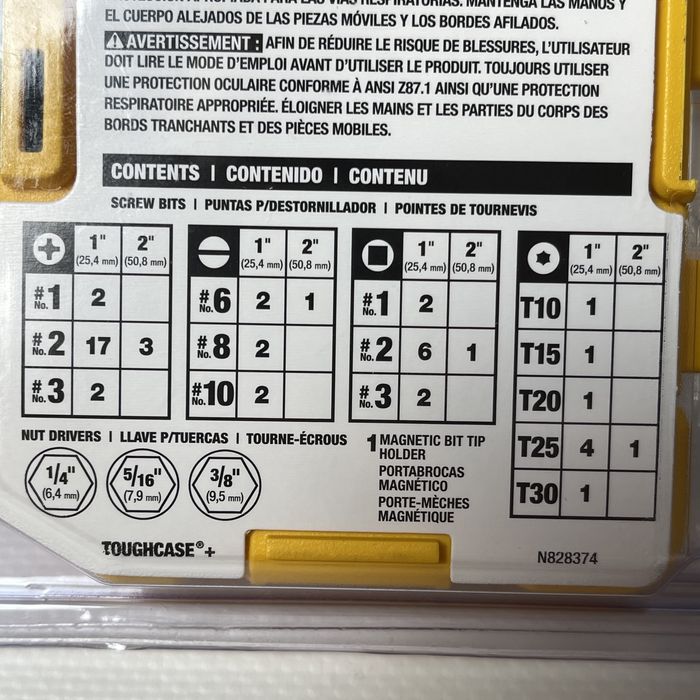 PROTECCIÓN APROPIADA PARA LAS VÍAS RESPIRATORIAS. MANTENGA LAS MANOS Y
EL CUERPO ALEJADOS DE LAS PIEZAS MÓVILES Y LOS BORDES AFILADOS.
AVERTISSEMENT : AFIN DE RÉDUIRE LE RISQUE DE BLESSURES, L'UTILISATEUR
DOIT LIRE LE MODE D'EMPLOI AVANT D'UTILISER LE PRODUIT. TOUJOURS UTILISER
UNE PROTECTION OCULAIRE CONFORME À ANSI Z87.1 AINSI QU'UNE PROTECTION
RESPIRATOIRE APPROPRIÉE. ÉLOIGNER LES MAINS ET LES PARTIES DU CORPS DES
BORDS TRANCHANTS ET DES PIÈCES MOBILES.
CONTENTS | CONTENIDO | CONTENU
SCREW BITS | PUNTAS P/DESTORNILLADOR | POINTES DE TOURNEVIS
1" (25,4 mm) 2" (50,8 mm)
# No. 1 2
# No. 2 17 3
# No. 3 2
1" (25,4 mm) 2" (50,8 mm)
# No. 6 2 1
# No. 8 2
# No. 10 2
1" (25,4 mm) 2" (50,8 mm)
# No. 1 2
# No. 2 6 1
# No. 3 2
1" (25,4 mm) 2" (50,8 mm)
T10 1
T15 1
T20 1
T25 4 1
T30 1
NUT DRIVERS | LLAVE P/TUERCAS | TOURNE-ÉCROUS
1/4" (6,4 mm)
5/16" (7,9 mm)
3/8" (9,5 mm)
1 MAGNETIC BIT TIP
HOLDER
PORTABROCAS
MAGNÉTICO
PORTE-MÈCHES
MAGNÉTIQUE
TOUGHCASE®+
N828374